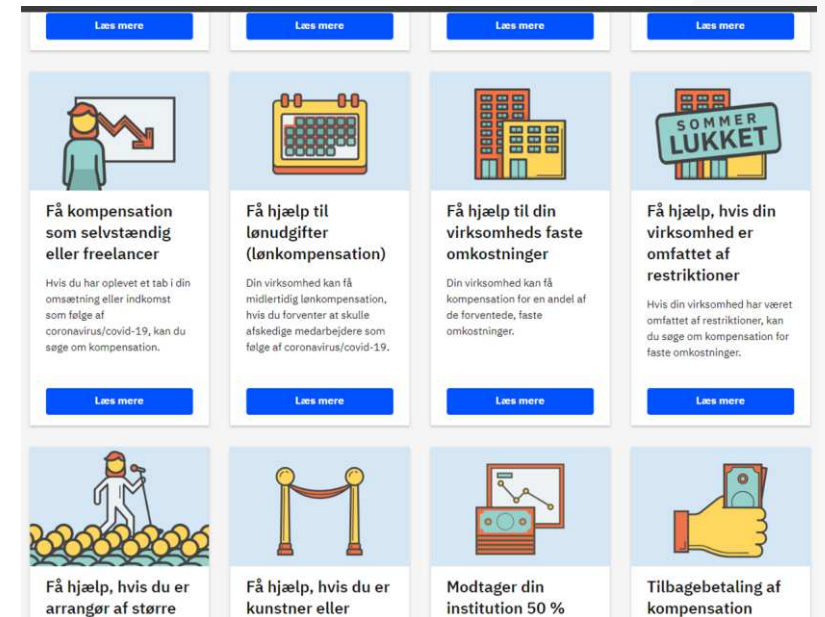 Læs mere
Læs mere
Læs mere
Læs mere
SOMMER
LUKKET
Få kompensation
som selvstændig
eller freelancer
Hvis du har oplevet et tab i din
omsætning eller indkomst
som følge af
coronavirus/covid-19, kan du
søge om kompensation.
Læs mere
Få hjælp til
lønudgifter
(lønkompensation)
Din virksomhed kan få
midlertidig lønkompensation,
hvis du forventer at skulle
afskedige medarbejdere som
følge af coronavirus/covid-19.
Læs mere
Få hjælp til din
virksomheds faste
omkostninger
Din virksomhed kan få
kompensation for en andel af
de forventede, faste
omkostninger.
Læs mere
Få hjælp, hvis din
virksomhed er
omfattet af
restriktioner
Hvis din virksomhed har været
omfattet af restriktioner, kan
du søge om kompensation for
faste omkostninger.
Læs mere
Få hjælp, hvis du er
arrangør af større
Få hjælp, hvis du er
kunstner eller
Modtager din
institution 50 %
Tilbagebetaling af
kompensation